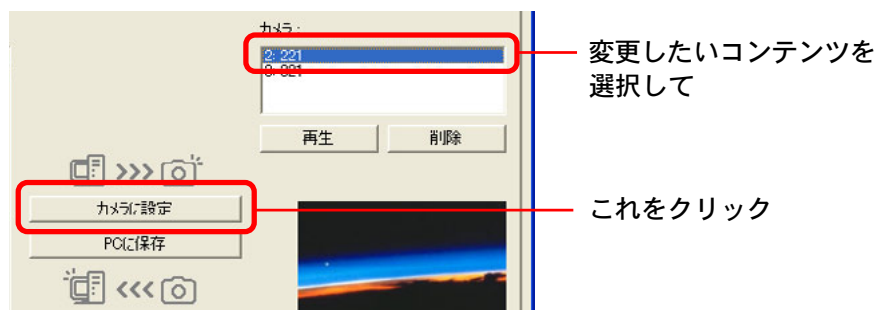 カメラ :
2: 221
3: 321
変更したいコンテンツを
選択して
再生
削除
カメラに設定
これをクリック
PCに保存